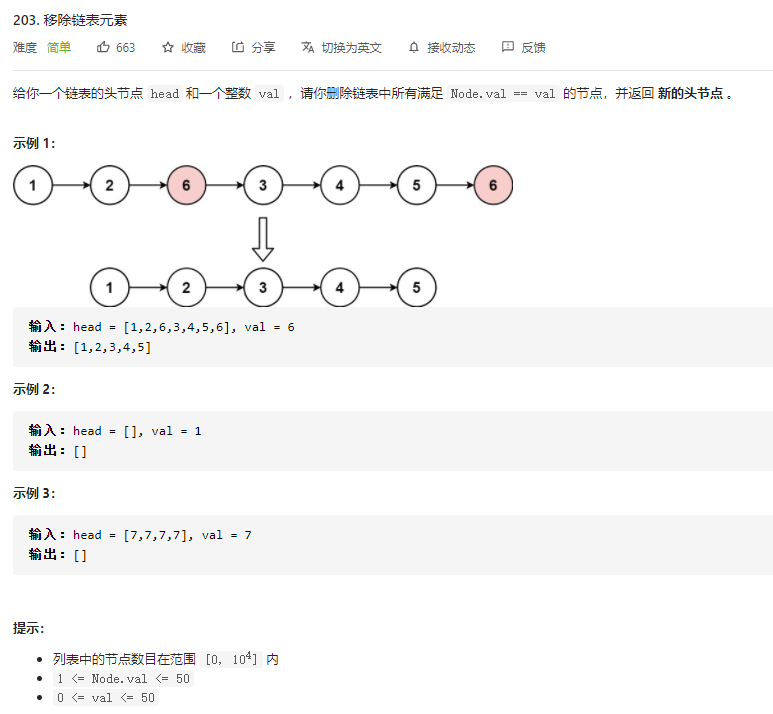 203. 移除链表元素
难度 简单 663 收藏 分享 切换为英文 接收动态 反馈
给你一个链表的头节点 head 和一个整数 val ，请你删除链表中所有满足 Node.val == val 的节点，并返回 新的头节点 。
示例 1：
1 2 6 3 4 5 6
1 2 3 4 5
输入：head = [1,2,6,3,4,5,6], val = 6
输出：[1,2,3,4,5]
示例 2：
输入：head = [], val = 1
输出：[]
示例 3：
输入：head = [7,7,7,7], val = 7
输出：[]
提示：
列表中的节点数目在范围 [0, 10⁴] 内
1 <= Node.val <= 50
0 <= val <= 50